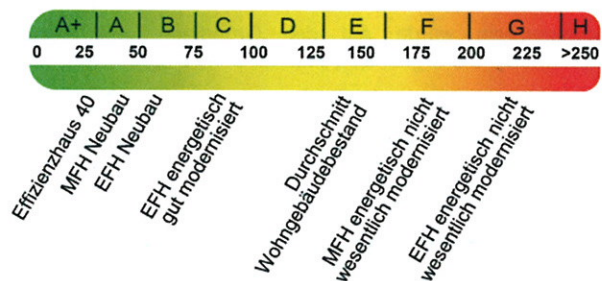 A+ A B C D E F G H
0 25 50 75 100 125 150 175 200 225 >250
Effizienzhaus 40
MFH Neubau
EFH Neubau
EFH energetisch
gut modernisiert
Durchschnitt
Wohngebäudebestand
MFH energetisch nicht
wesentlich modernisiert
EFH energetisch nicht
wesentlich modernisiert